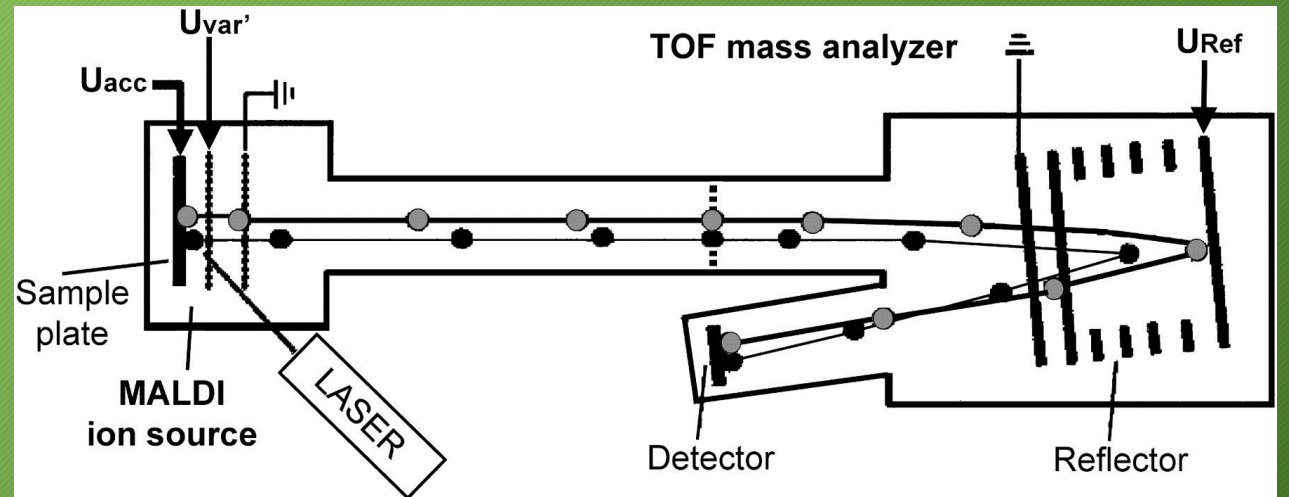 Uvar'
Uacc
TOF mass analyzer
URef
Sample
plate
MALDI
ion source
LASER
Detector
Reflector